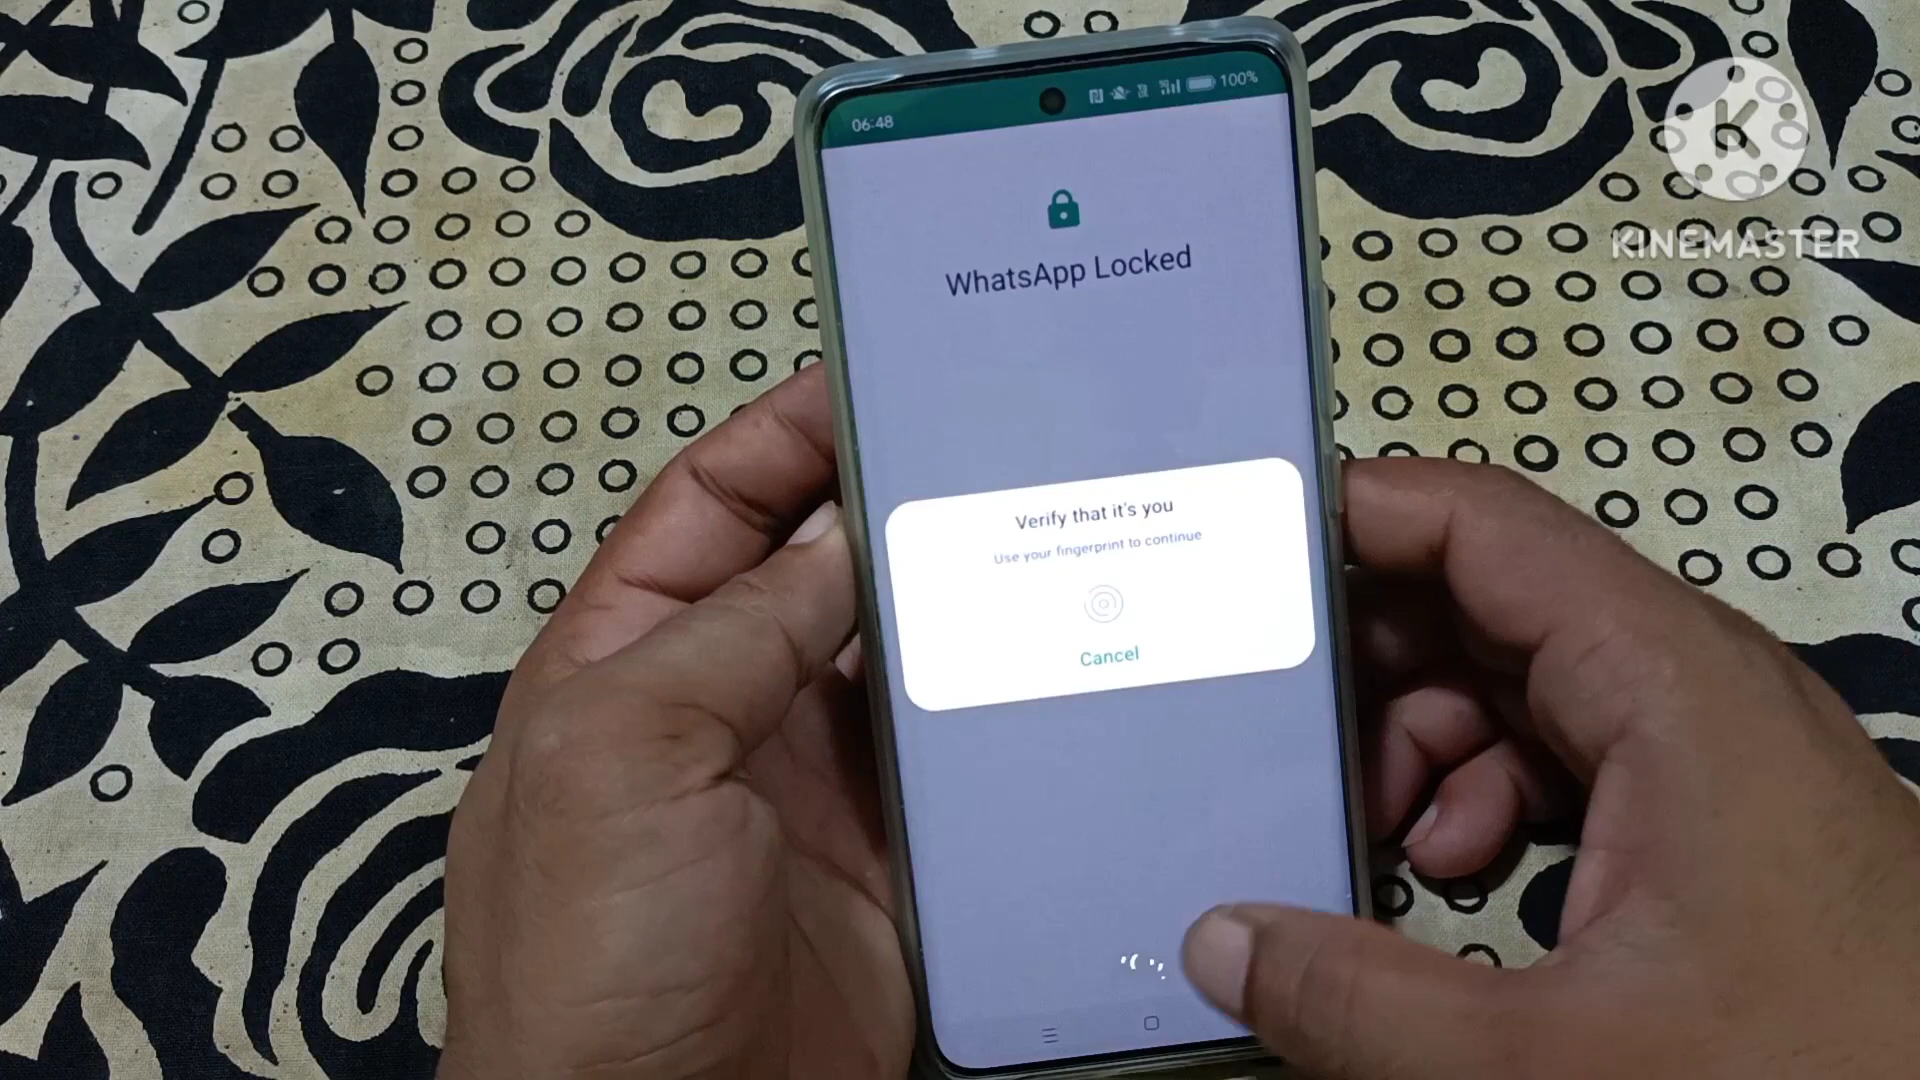 06:48
100%
K
KINEMASTER
WhatsApp Locked
Verify that it's you
Use your fingerprint to continue
Cancel